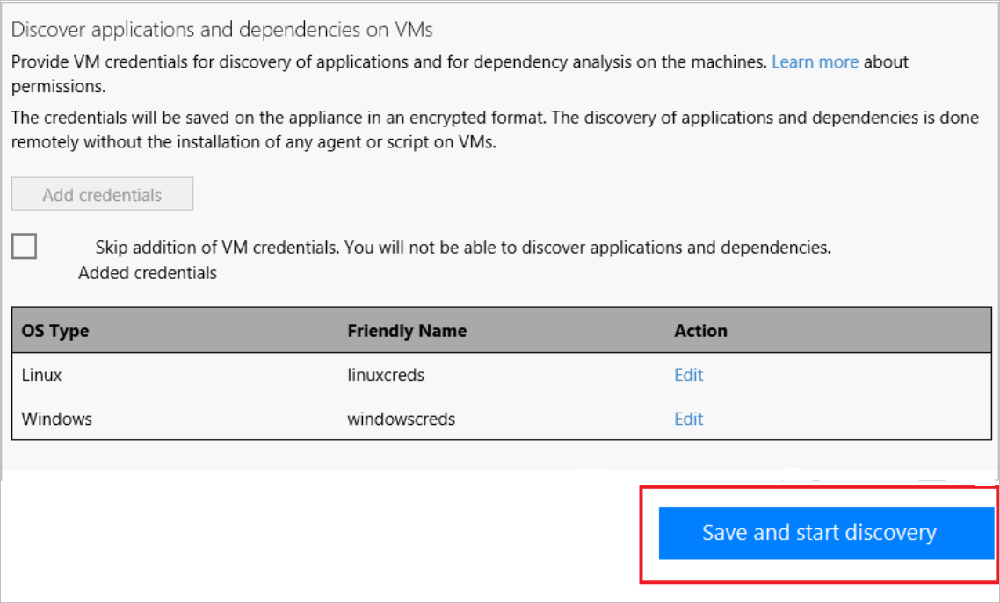 Discover applications and dependencies on VMs
Provide VM credentials for discovery of applications and for dependency analysis on the machines. Learn more about
permissions.
The credentials will be saved on the appliance in an encrypted format. The discovery of applications and dependencies is done
remotely without the installation of any agent or script on VMs.
Add credentials
Skip addition of VM credentials. You will not be able to discover applications and dependencies.
Added credentials
OS Type Friendly Name Action
Linux linuxcreds Edit
Windows windowscreds Edit
Save and start discovery